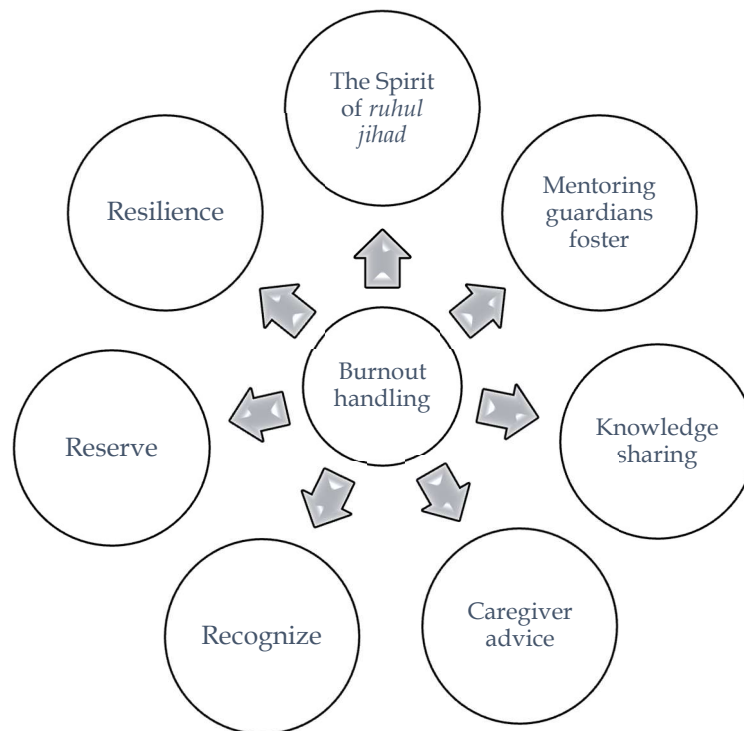 The Spirit
of ruhul
jihad
Mentoring
guardians
foster
Knowledge
sharing
Caregiver
advice
Recognize
Reserve
Resilience
Burnout
handling